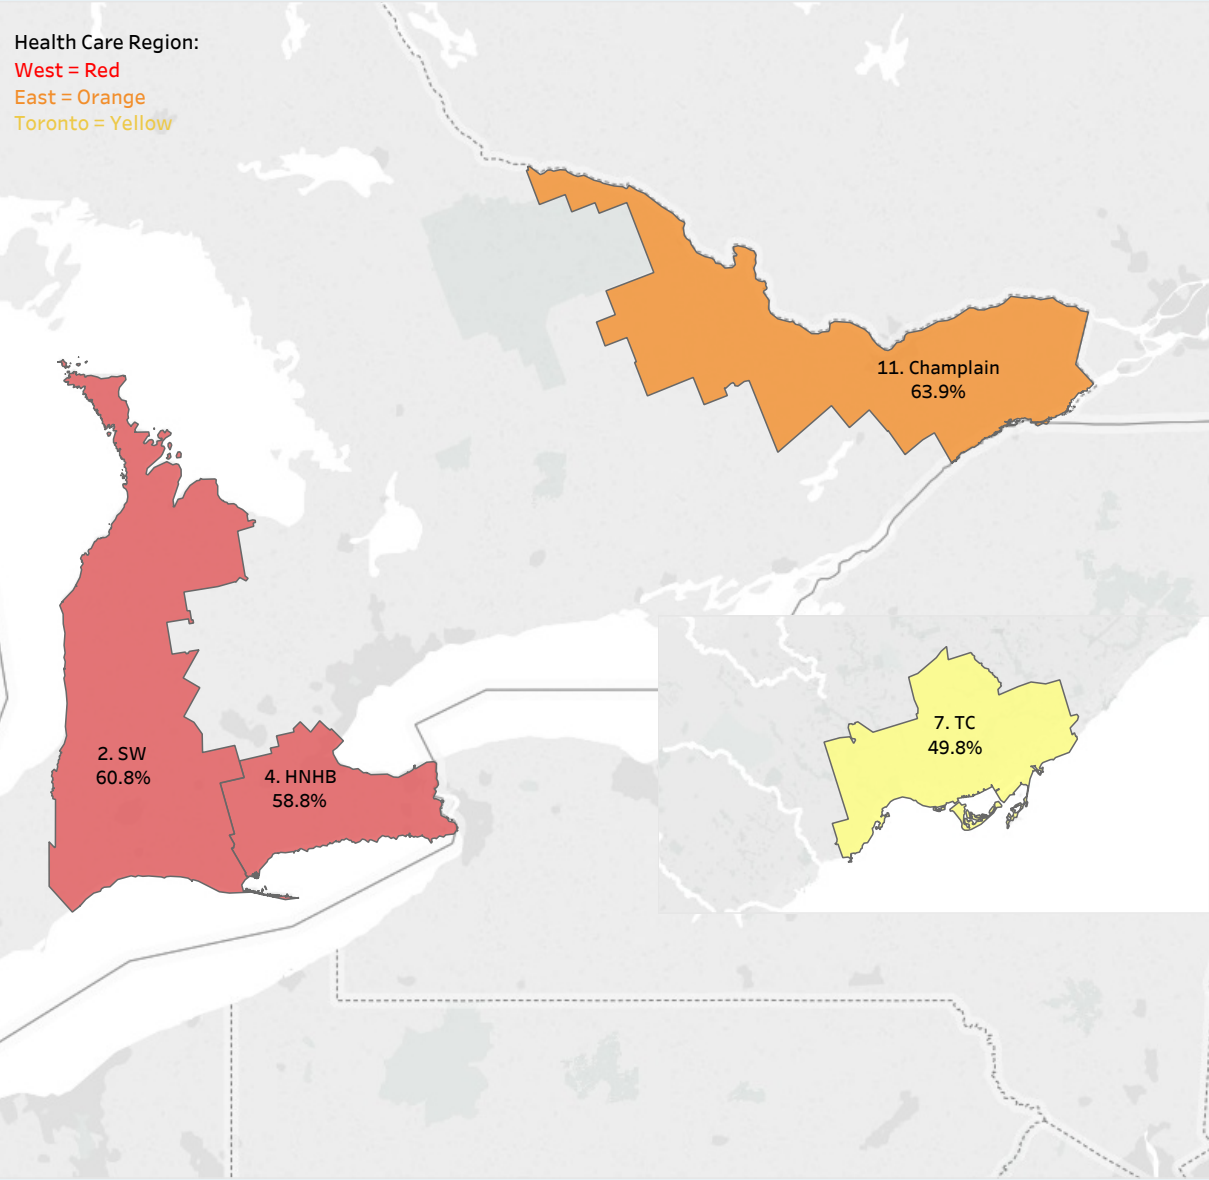 Health Care Region:
West = Red
East = Orange
Toronto = Yellow
11. Champlain
63.9%
7. TC
49.8%
2. SW
60.8%
4. HNHB
58.8%